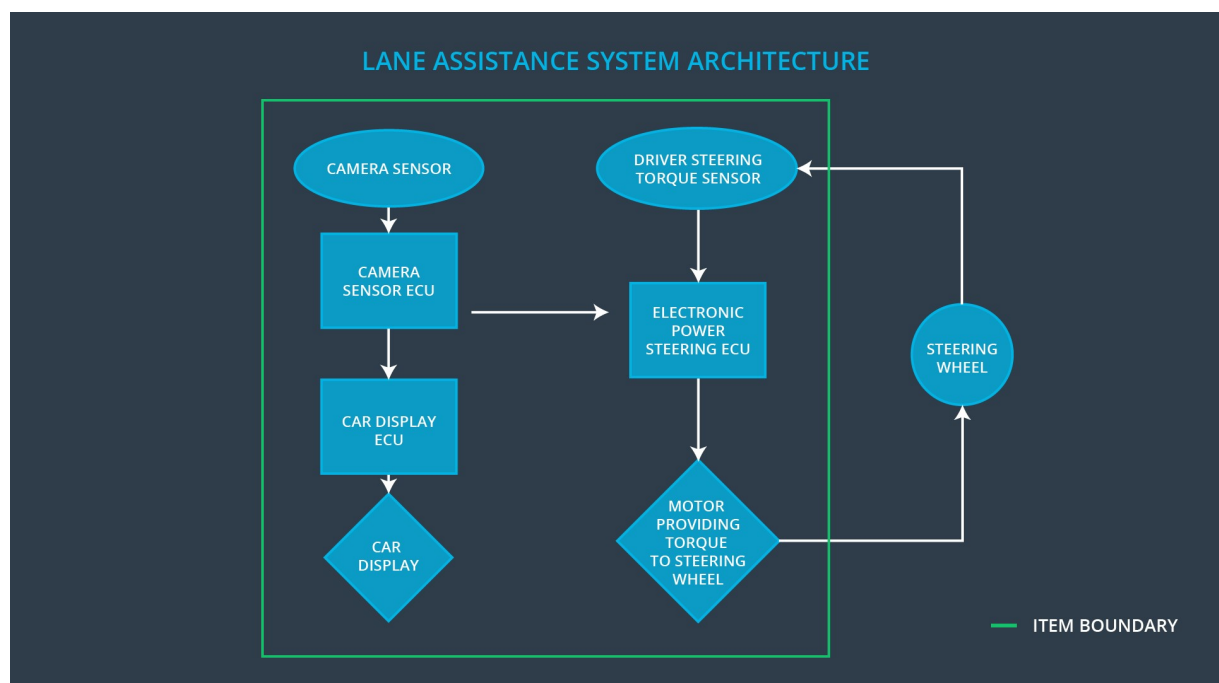 LANE ASSISTANCE SYSTEM ARCHITECTURE
CAMERA SENSOR
CAMERA
SENSOR ECU
CAR DISPLAY
ECU
CAR
DISPLAY
DRIVER STEERING
TORQUE SENSOR
ELECTRONIC
POWER
STEERING ECU
MOTOR
PROVIDING
TORQUE
TO STEERING
WHEEL
STEERING
WHEEL
ITEM BOUNDARY